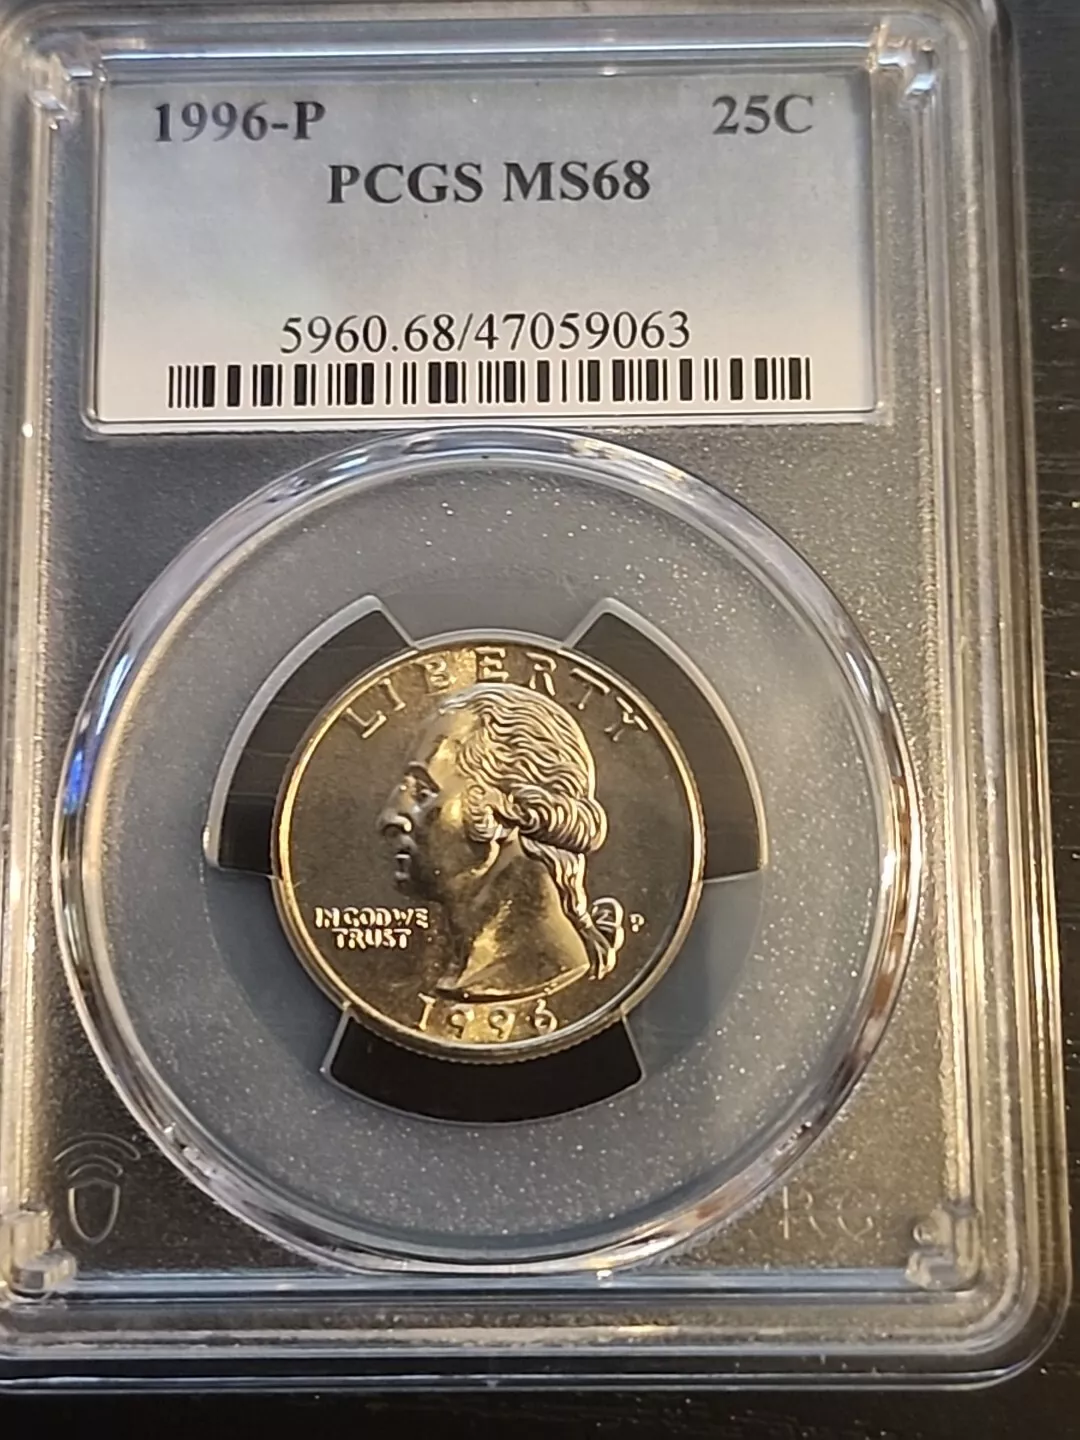 1996-P 25C
PCGS MS68
5960.68/47059063
LIBERTY
IN GOD WE
TRUST
P
1996